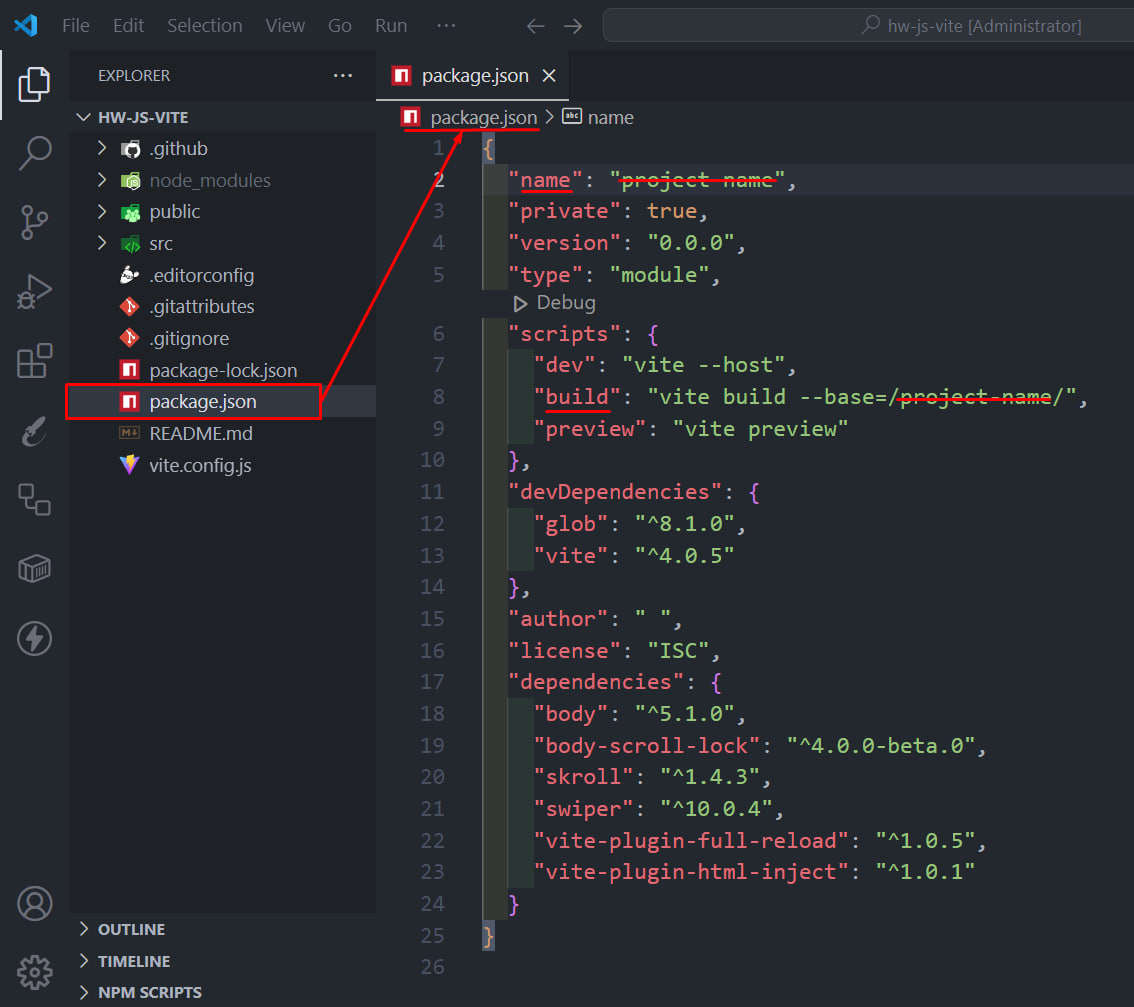 File Edit Selection View Go Run ··· hw-js-vite [Administrator]
EXPLORER ···
HW-JS-VITE
.github
node_modules
public
src
.editorconfig
.gitattributes
.gitignore
package-lock.json
package.json
README.md
vite.config.js
OUTLINE
TIMELINE
NPM SCRIPTS
package.json
package.json > abc name
1 {
2 "name": "project-name",
3 "private": true,
4 "version": "0.0.0",
5 "type": "module",
Debug
6 "scripts": {
7 "dev": "vite --host",
8 "build": "vite build --base=/project-name/",
9 "preview": "vite preview"
10 },
11 "devDependencies": {
12 "glob": "^8.1.0",
13 "vite": "^4.0.5"
14 },
15 "author": " ",
16 "license": "ISC",
17 "dependencies": {
18 "body": "^5.1.0",
19 "body-scroll-lock": "^4.0.0-beta.0",
20 "skroll": "^1.4.3",
21 "swiper": "^10.0.4",
22 "vite-plugin-full-reload": "^1.0.5",
23 "vite-plugin-html-inject": "^1.0.1"
24 }
25 }
26